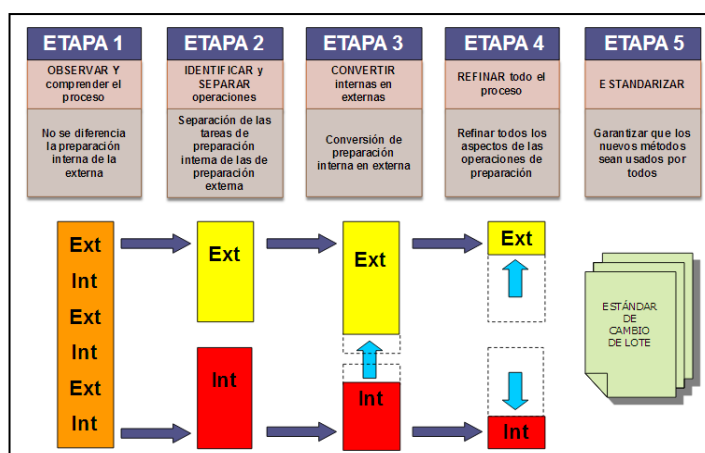 ETAPA 1
OBSERVAR Y
comprender el
proceso
No se diferencia
la preparación
interna de la
externa
ETAPA 2
IDENTIFICAR y
SEPARAR
operaciones
Separación de las
tareas de
preparación
interna de las de
preparación
externa
ETAPA 3
CONVERTIR
internas en
externas
Conversión de
preparación
interna en externa
ETAPA 4
REFINAR todo el
proceso
Refinar todos los
aspectos de las
operaciones de
preparación
ETAPA 5
E STANDARIZAR
Garantizar que los
nuevos métodos
sean usados por
todos
Ext
Int
Ext
Int
Ext
Int
Ext
Int
Ext
Int
Ext
Int
ESTÁNDAR
DE
CAMBIO
DE LOTE